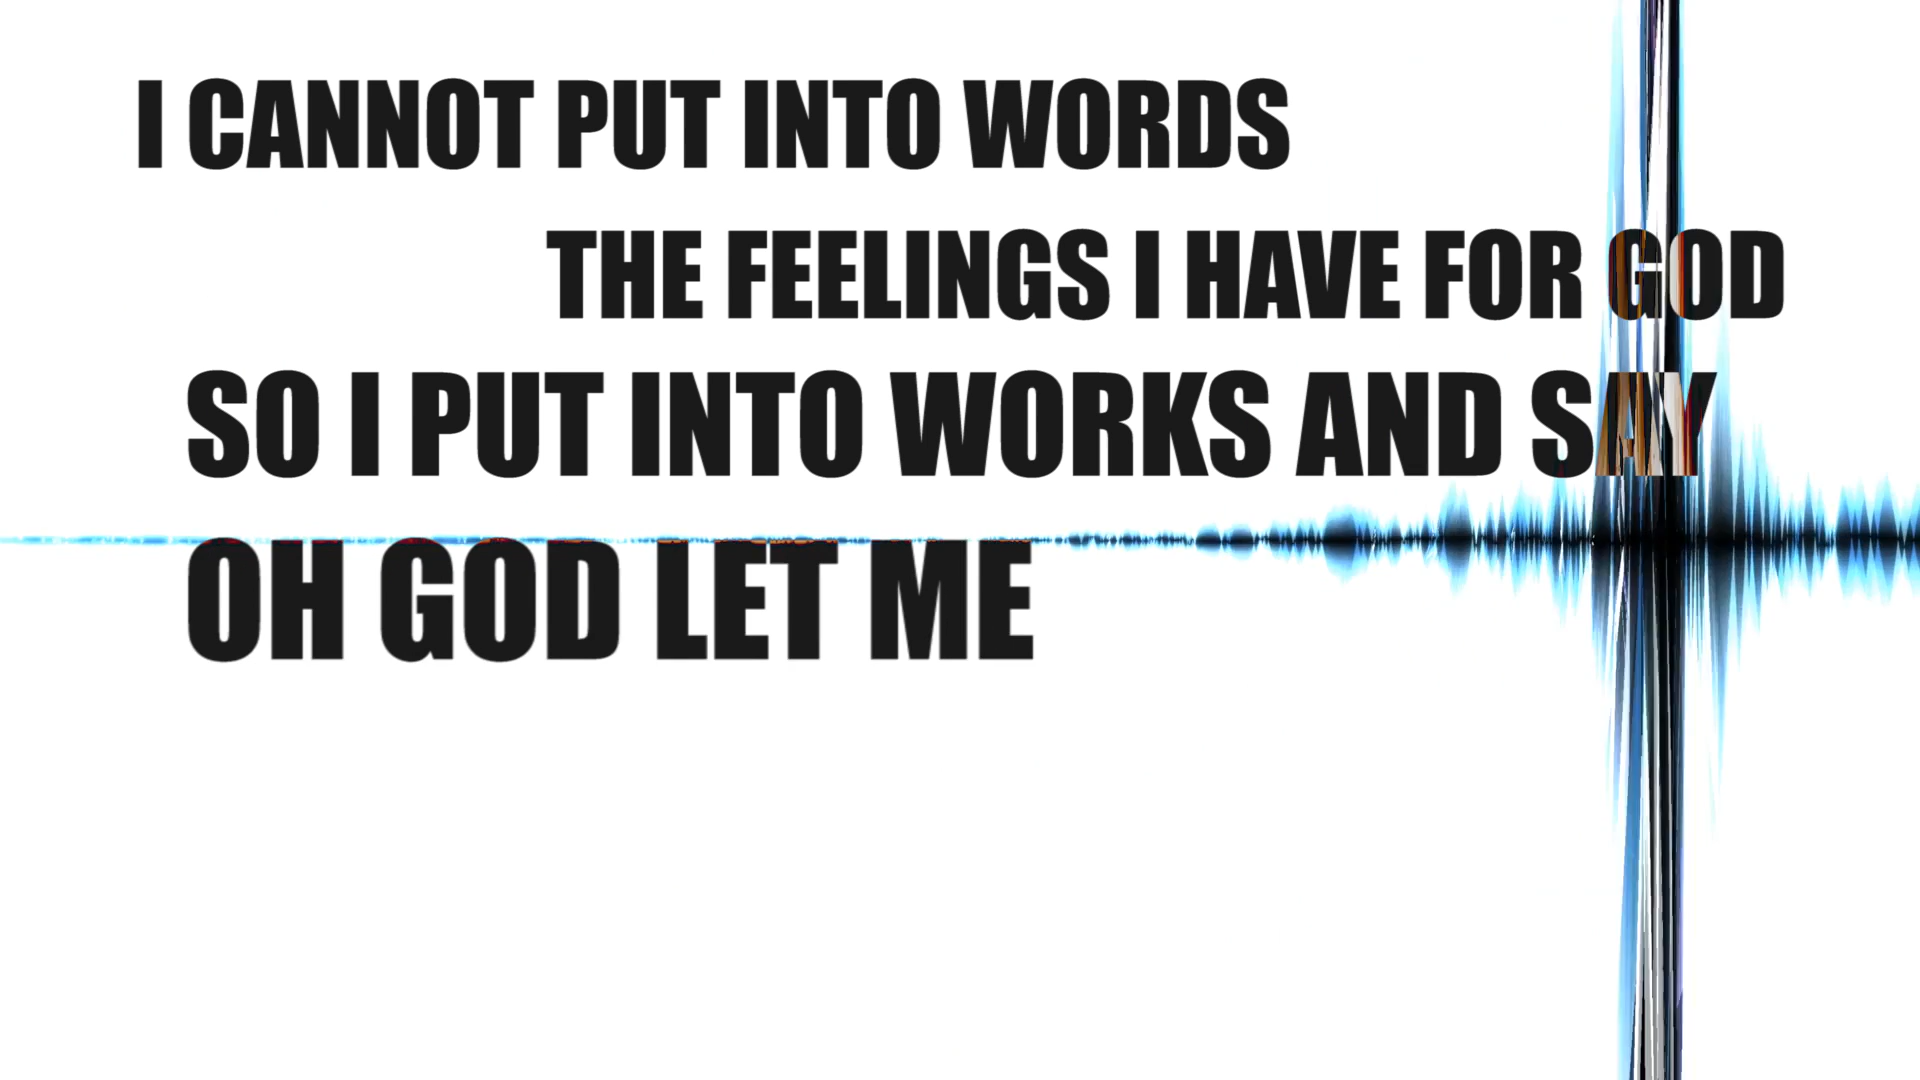 I CANNOT PUT INTO WORDS
THE FEELINGS I HAVE FOR GOD
SO I PUT INTO WORKS AND SAY
OH GOD LET ME